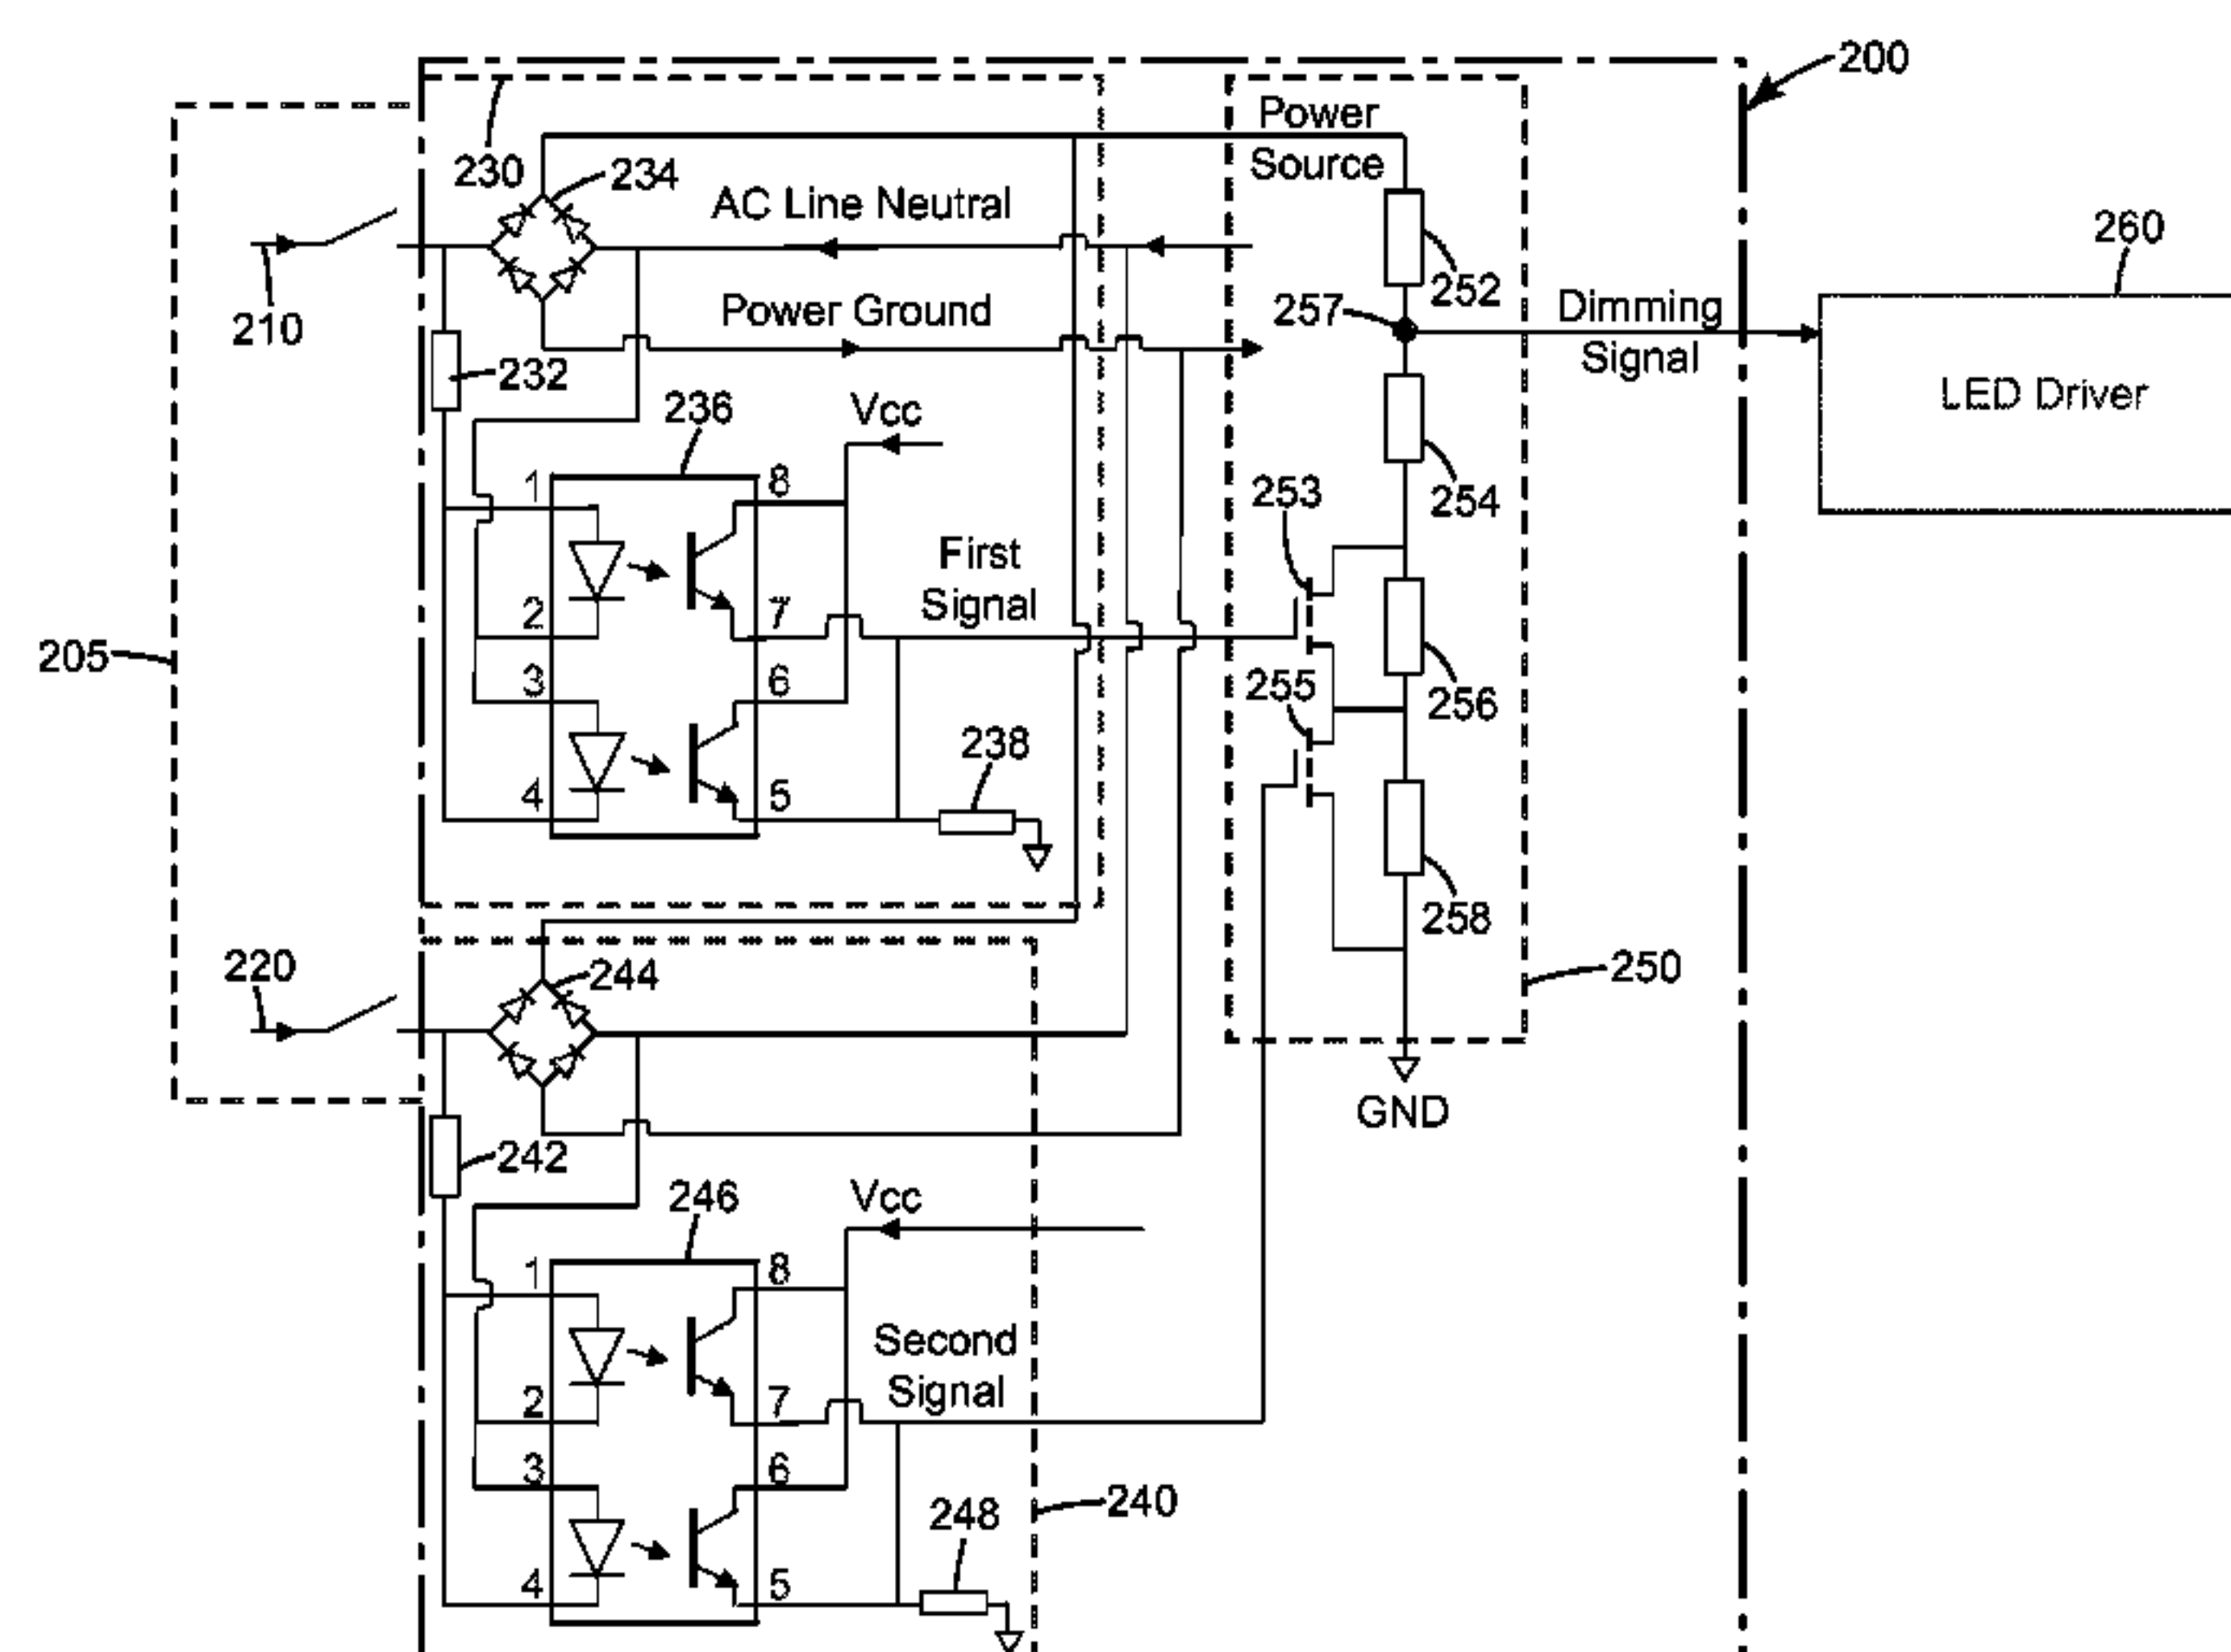 200
Power
Source
230
234
AC Line Neutral
260
252
210
Power Ground
257
Dimming
Signal
LED Driver
232
236
Vcc
1
8
253
254
First
Signal
2
7
205
3
6
255
256
238
4
5
258
220
244
250
GND
242
246
Vcc
1
8
Second
Signal
2
7
3
6
248
240
4
5